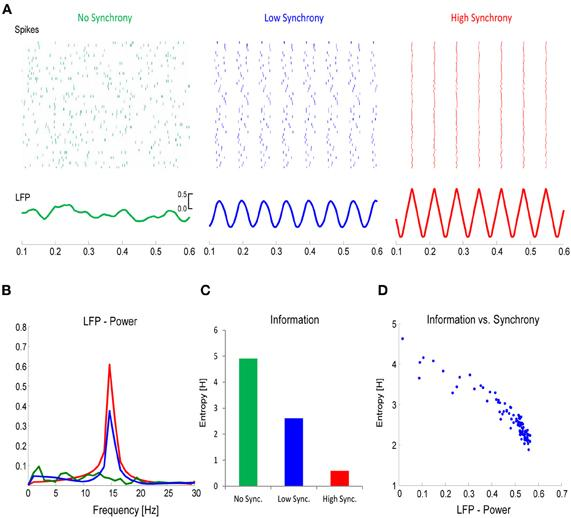 A
No Synchrony Low Synchrony High Synchrony
Spikes
LFP
0.5
0.0
0.1 0.2 0.3 0.4 0.5 0.6 0.1 0.2 0.3 0.4 0.5 0.6 0.1 0.2 0.3 0.4 0.5 0.6
B C D
LFP - Power Information Information vs. Synchrony
0.8
0.7
0.6
0.5
0.4
0.3
0.2
0.1
0 5 10 15 20 25 30
Frequency [Hz]
Entropy [H]
6
5
4
3
2
1
0
No Sync. Low Sync. High Sync.
Entropy [H]
5
4
3
2
1
0 0.1 0.2 0.3 0.4 0.5 0.6 0.7
LFP - Power